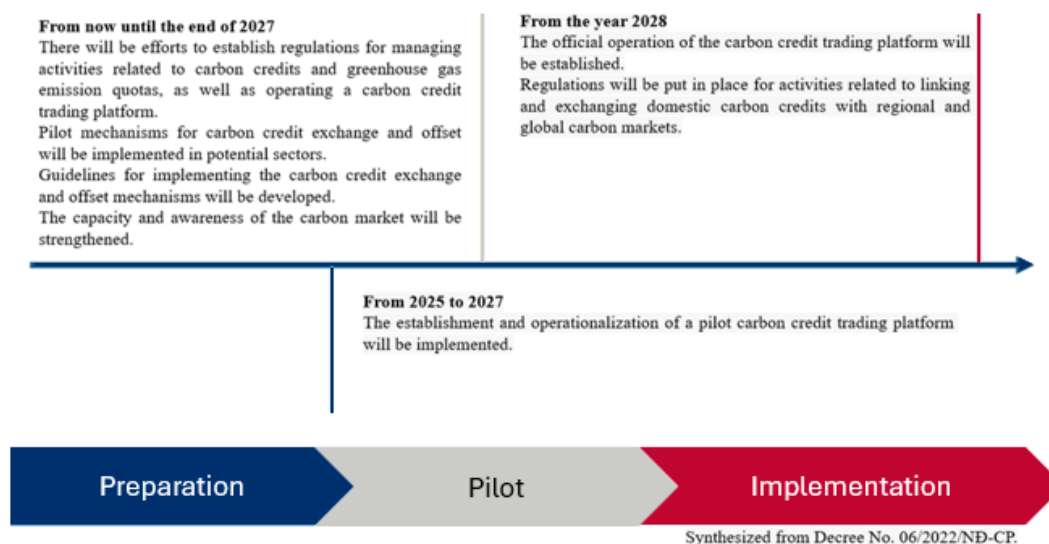 From now until the end of 2027
There will be efforts to establish regulations for managing
activities related to carbon credits and greenhouse gas
emission quotas, as well as operating a carbon credit
trading platform.
Pilot mechanisms for carbon credit exchange and offset
will be implemented in potential sectors.
Guidelines for implementing the carbon credit exchange
and offset mechanisms will be developed.
The capacity and awareness of the carbon market will be
strengthened.
From the year 2028
The official operation of the carbon credit trading platform will
be established.
Regulations will be put in place for activities related to linking
and exchanging domestic carbon credits with regional and
global carbon markets.
From 2025 to 2027
The establishment and operationalization of a pilot carbon credit trading platform
will be implemented.
Preparation
Pilot
Implementation
Synthesized from Decree No. 06/2022/NĐ-CP.